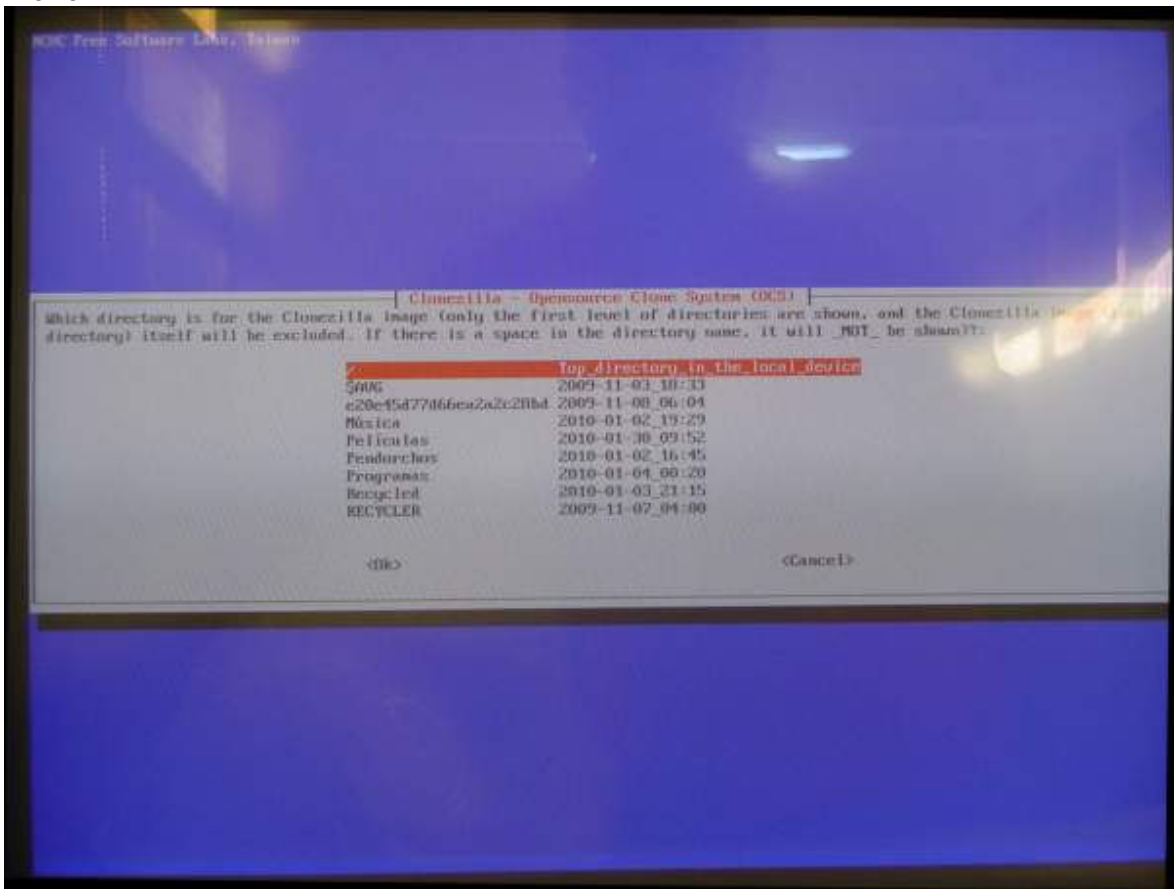 NCHC Free Software Labs, Taiwan
Clonezilla - Opensource Clone System (OCS)
Which directory is for the Clonezilla image (only the first level of directories are shown, and the Clonezilla image
directory) itself will be excluded. If there is a space in the directory name, it will _NOT_ be shown)?:
/ Top_directory_in_the_local_device
$AVG 2009-11-03_18:33
2009-11-08_06:04
Música 2010-01-02_19:29
Películas 2010-01-30_09:52
Pendorchos 2010-01-02_16:45
Programas 2010-01-04_00:20
Recycled 2010-01-03_21:15
RECYCLER 2009-11-07_04:00
<Ok> <Cancel>